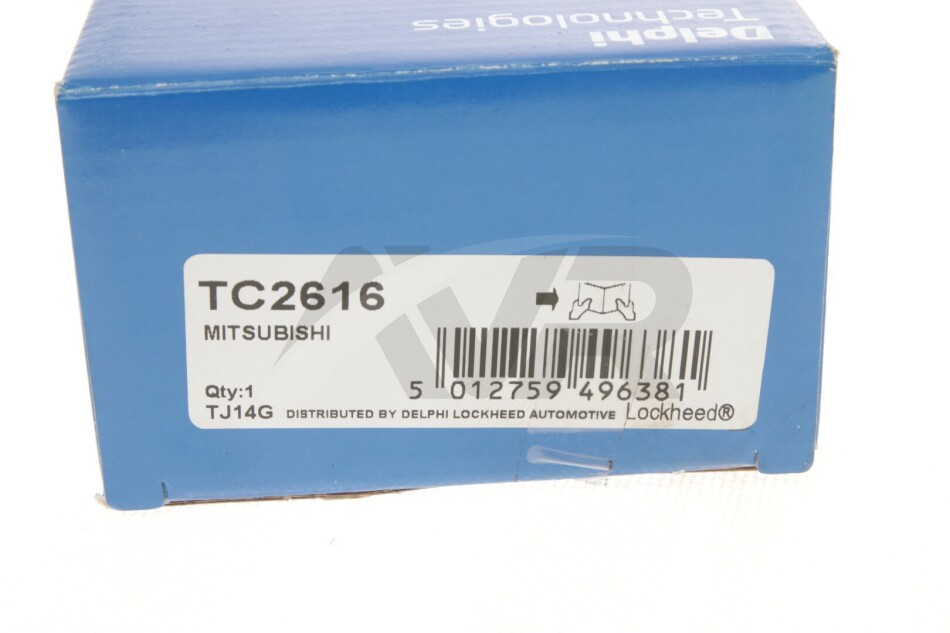 Delphi
Technologies
TC2616
MITSUBISHI
5 012759 496381
Qty:1
TJ14G DISTRIBUTED BY DELPHI LOCKHEED AUTOMOTIVE Lockheed®